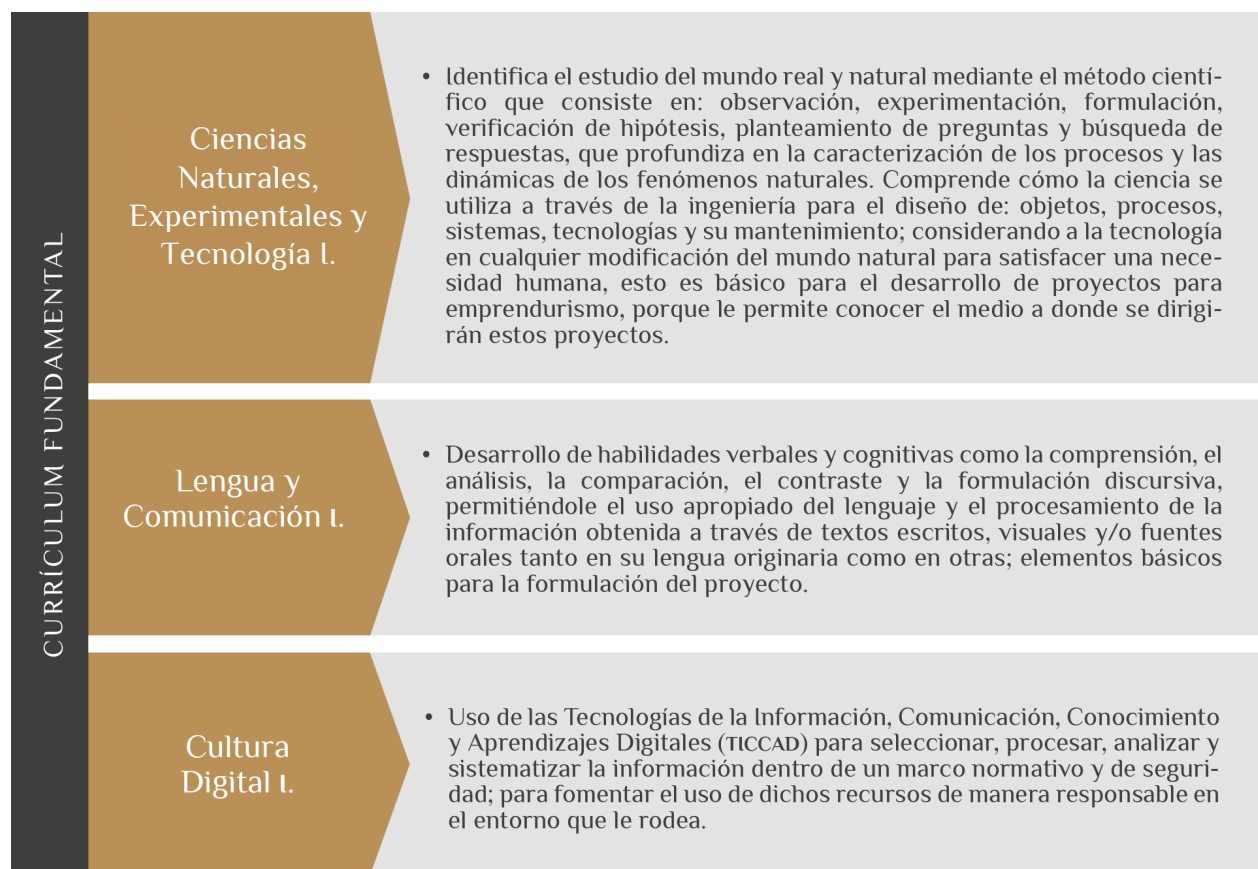 CURRÍCULUM FUNDAMENTAL
Ciencias
Naturales,
Experimentales y
Tecnología I.
• Identifica el estudio del mundo real y natural mediante el método cientí-
fico que consiste en: observación, experimentación, formulación,
verificación de hipótesis, planteamiento de preguntas y búsqueda de
respuestas, que profundiza en la caracterización de los procesos y las
dinámicas de los fenómenos naturales. Comprende cómo la ciencia se
utiliza a través de la ingeniería para el diseño de: objetos, procesos,
sistemas, tecnologías y su mantenimiento; considerando a la tecnología
en cualquier modificación del mundo natural para satisfacer una nece-
sidad humana, esto es básico para el desarrollo de proyectos para
emprendurismo, porque le permite conocer el medio a donde se dirigi-
rán estos proyectos.
Lengua y
Comunicación I.
• Desarrollo de habilidades verbales y cognitivas como la comprensión, el
análisis, la comparación, el contraste y la formulación discursiva,
permitiéndole el uso apropiado del lenguaje y el procesamiento de la
información obtenida a través de textos escritos, visuales y/o fuentes
orales tanto en su lengua originaria como en otras; elementos básicos
para la formulación del proyecto.
Cultura
Digital I.
• Uso de las Tecnologías de la Información, Comunicación, Conocimiento
y Aprendizajes Digitales (TICCAD) para seleccionar, procesar, analizar y
sistematizar la información dentro de un marco normativo y de seguri-
dad; para fomentar el uso de dichos recursos de manera responsable en
el entorno que le rodea.